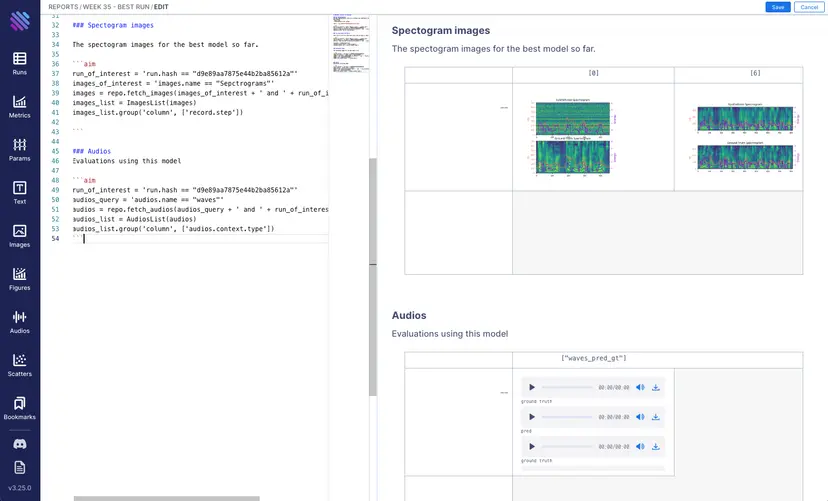 REPORTS / WEEK 35 - BEST RUN / EDIT
Save
Cancel
Runs
Metrics
Params
Text
Images
Figures
Audios
Scatters
Bookmarks
v3.25.0
31
32 ### Spectogram images
33
34 The spectogram images for the best model so far.
35
36 ```aim
37 run_of_interest = 'run.hash == "d9e89aa7875e44b2ba85612a"'
38 images_of_interest = 'images.name == "Sepctrograms"'
39 images = repo.fetch_images(images_of_interest + ' and ' + run_of_i
40 images_list = ImagesList(images)
41 images_list.group('column', ['record.step'])
42
43 ```
44
45 ### Audios
46 Evaluations using this model
47
48 ```aim
49 run_of_interest = 'run.hash == "d9e89aa7875e44b2ba85612a"'
50 audios_query = 'audios.name == "waves"'
51 audios = repo.fetch_audios(audios_query + ' and ' + run_of_interes
52 audios_list = AudiosList(audios)
53 audios_list.group('column', ['audios.context.type'])
54 ```
Spectogram images
The spectogram images for the best model so far.
[0]
[6]
Audios
Evaluations using this model
["waves_pred_gt"]
00:00/00:00
ground truth
00:00/00:00
pred
00:00/00:00
ground truth